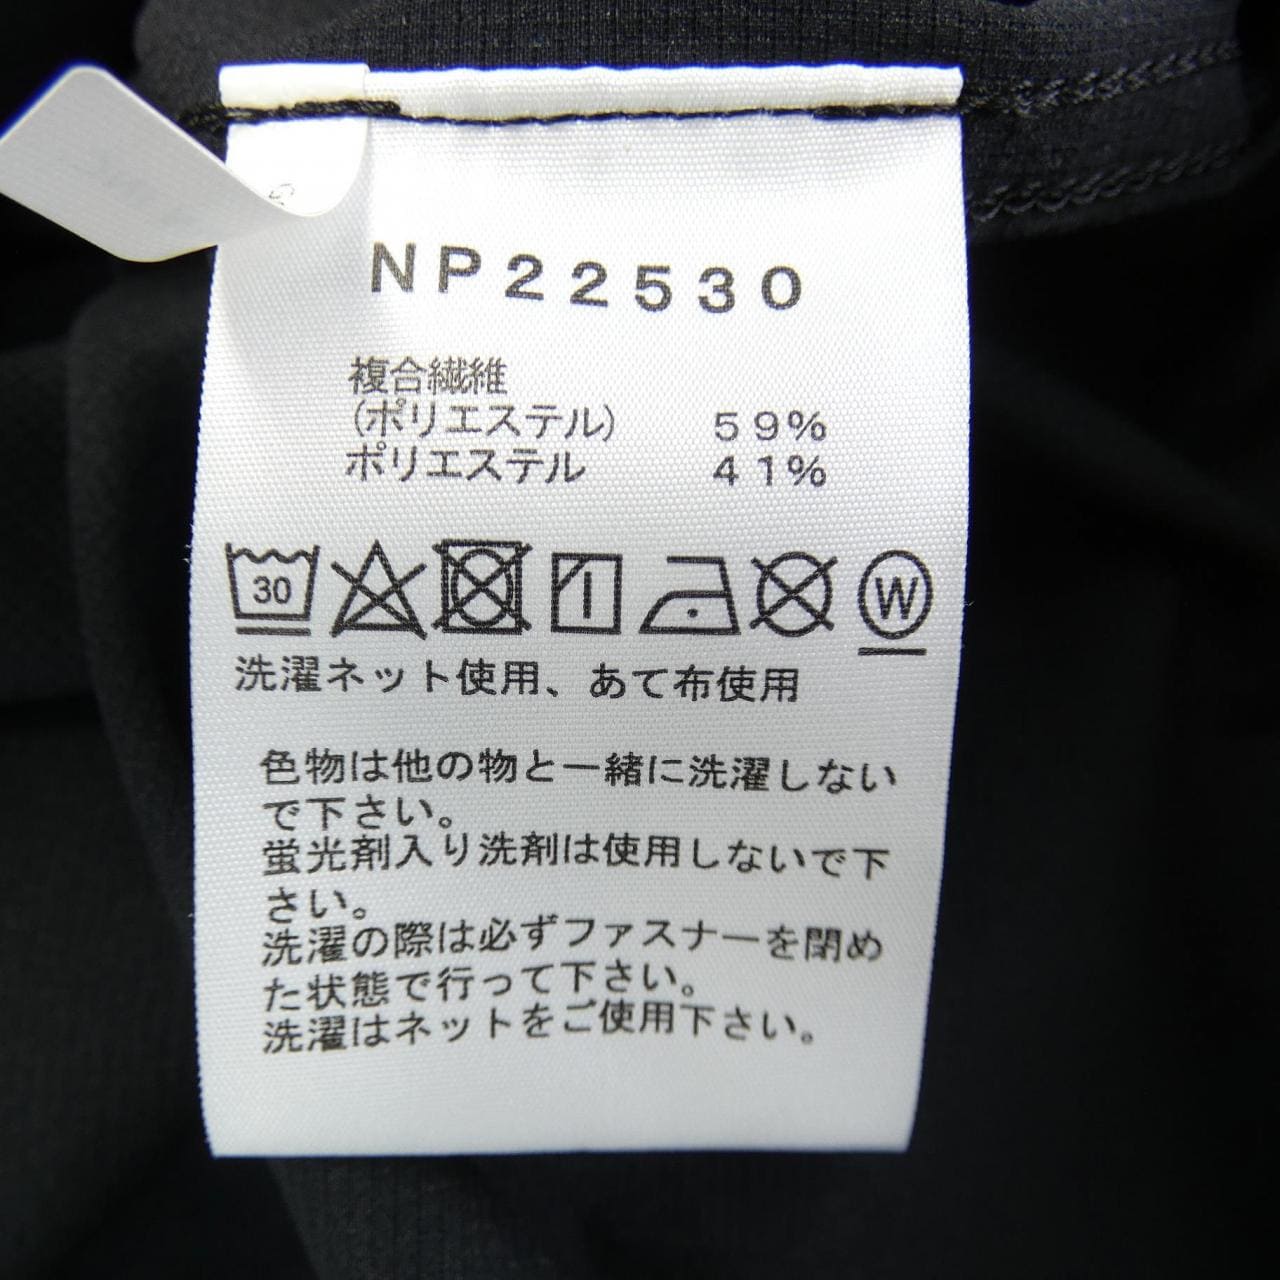 NP22530
複合繊維
(ポリエステル) 59%
ポリエステル 41%
30
W
洗濯ネット使用、あて布使用
色物は他の物と一緒に洗濯しない
で下さい。
蛍光剤入り洗剤は使用しないで下
さい。
洗濯の際は必ずファスナーを閉め
た状態で行って下さい。
洗濯はネットをご使用下さい。